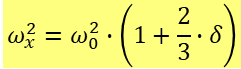 ω_x^2 = ω_0^2 · (1 + 2/3 · δ)